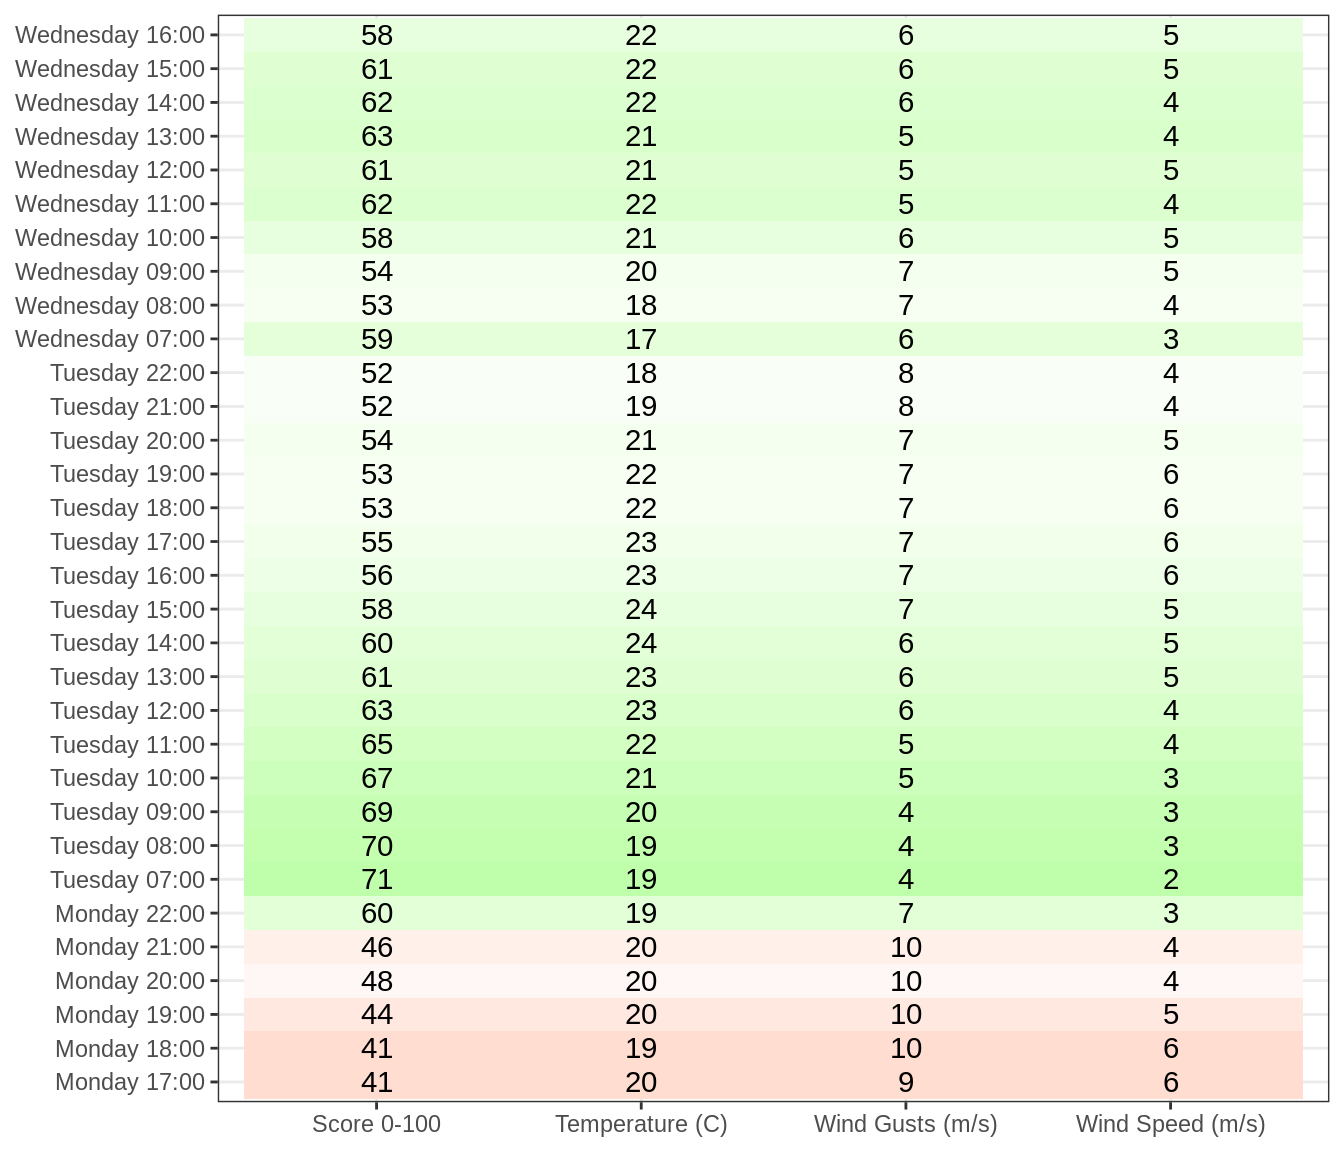 Wednesday 16:00 58 22 6 5
Wednesday 15:00 61 22 6 5
Wednesday 14:00 62 22 6 4
Wednesday 13:00 63 21 5 4
Wednesday 12:00 61 21 5 5
Wednesday 11:00 62 22 5 4
Wednesday 10:00 58 21 6 5
Wednesday 09:00 54 20 7 5
Wednesday 08:00 53 18 7 4
Wednesday 07:00 59 17 6 3
Tuesday 22:00 52 18 8 4
Tuesday 21:00 52 19 8 4
Tuesday 20:00 54 21 7 5
Tuesday 19:00 53 22 7 6
Tuesday 18:00 53 22 7 6
Tuesday 17:00 55 23 7 6
Tuesday 16:00 56 23 7 6
Tuesday 15:00 58 24 7 5
Tuesday 14:00 60 24 6 5
Tuesday 13:00 61 23 6 5
Tuesday 12:00 63 23 6 4
Tuesday 11:00 65 22 5 4
Tuesday 10:00 67 21 5 3
Tuesday 09:00 69 20 4 3
Tuesday 08:00 70 19 4 3
Tuesday 07:00 71 19 4 2
Monday 22:00 60 19 7 3
Monday 21:00 46 20 10 4
Monday 20:00 48 20 10 4
Monday 19:00 44 20 10 5
Monday 18:00 41 19 10 6
Monday 17:00 41 20 9 6
Score 0-100 Temperature (C) Wind Gusts (m/s) Wind Speed (m/s)